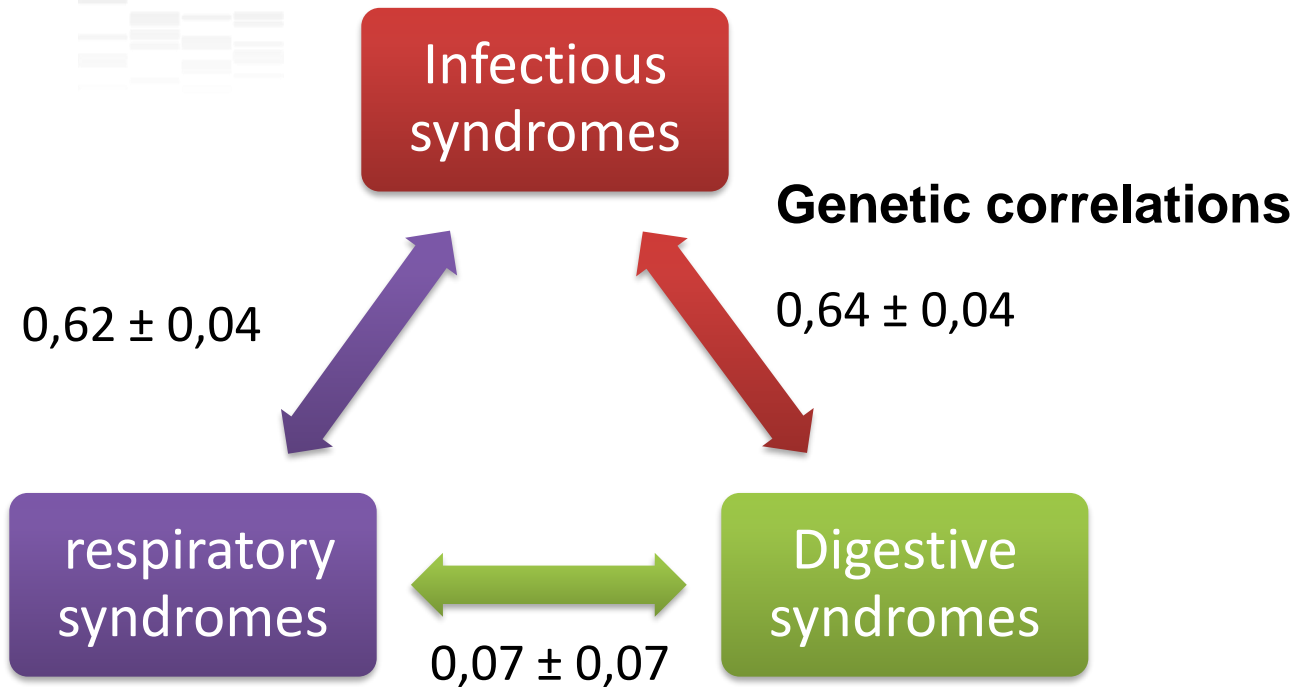 Infectious
syndromes
Genetic correlations
0,62 ± 0,04
0,64 ± 0,04
respiratory
syndromes
Digestive
syndromes
0,07 ± 0,07